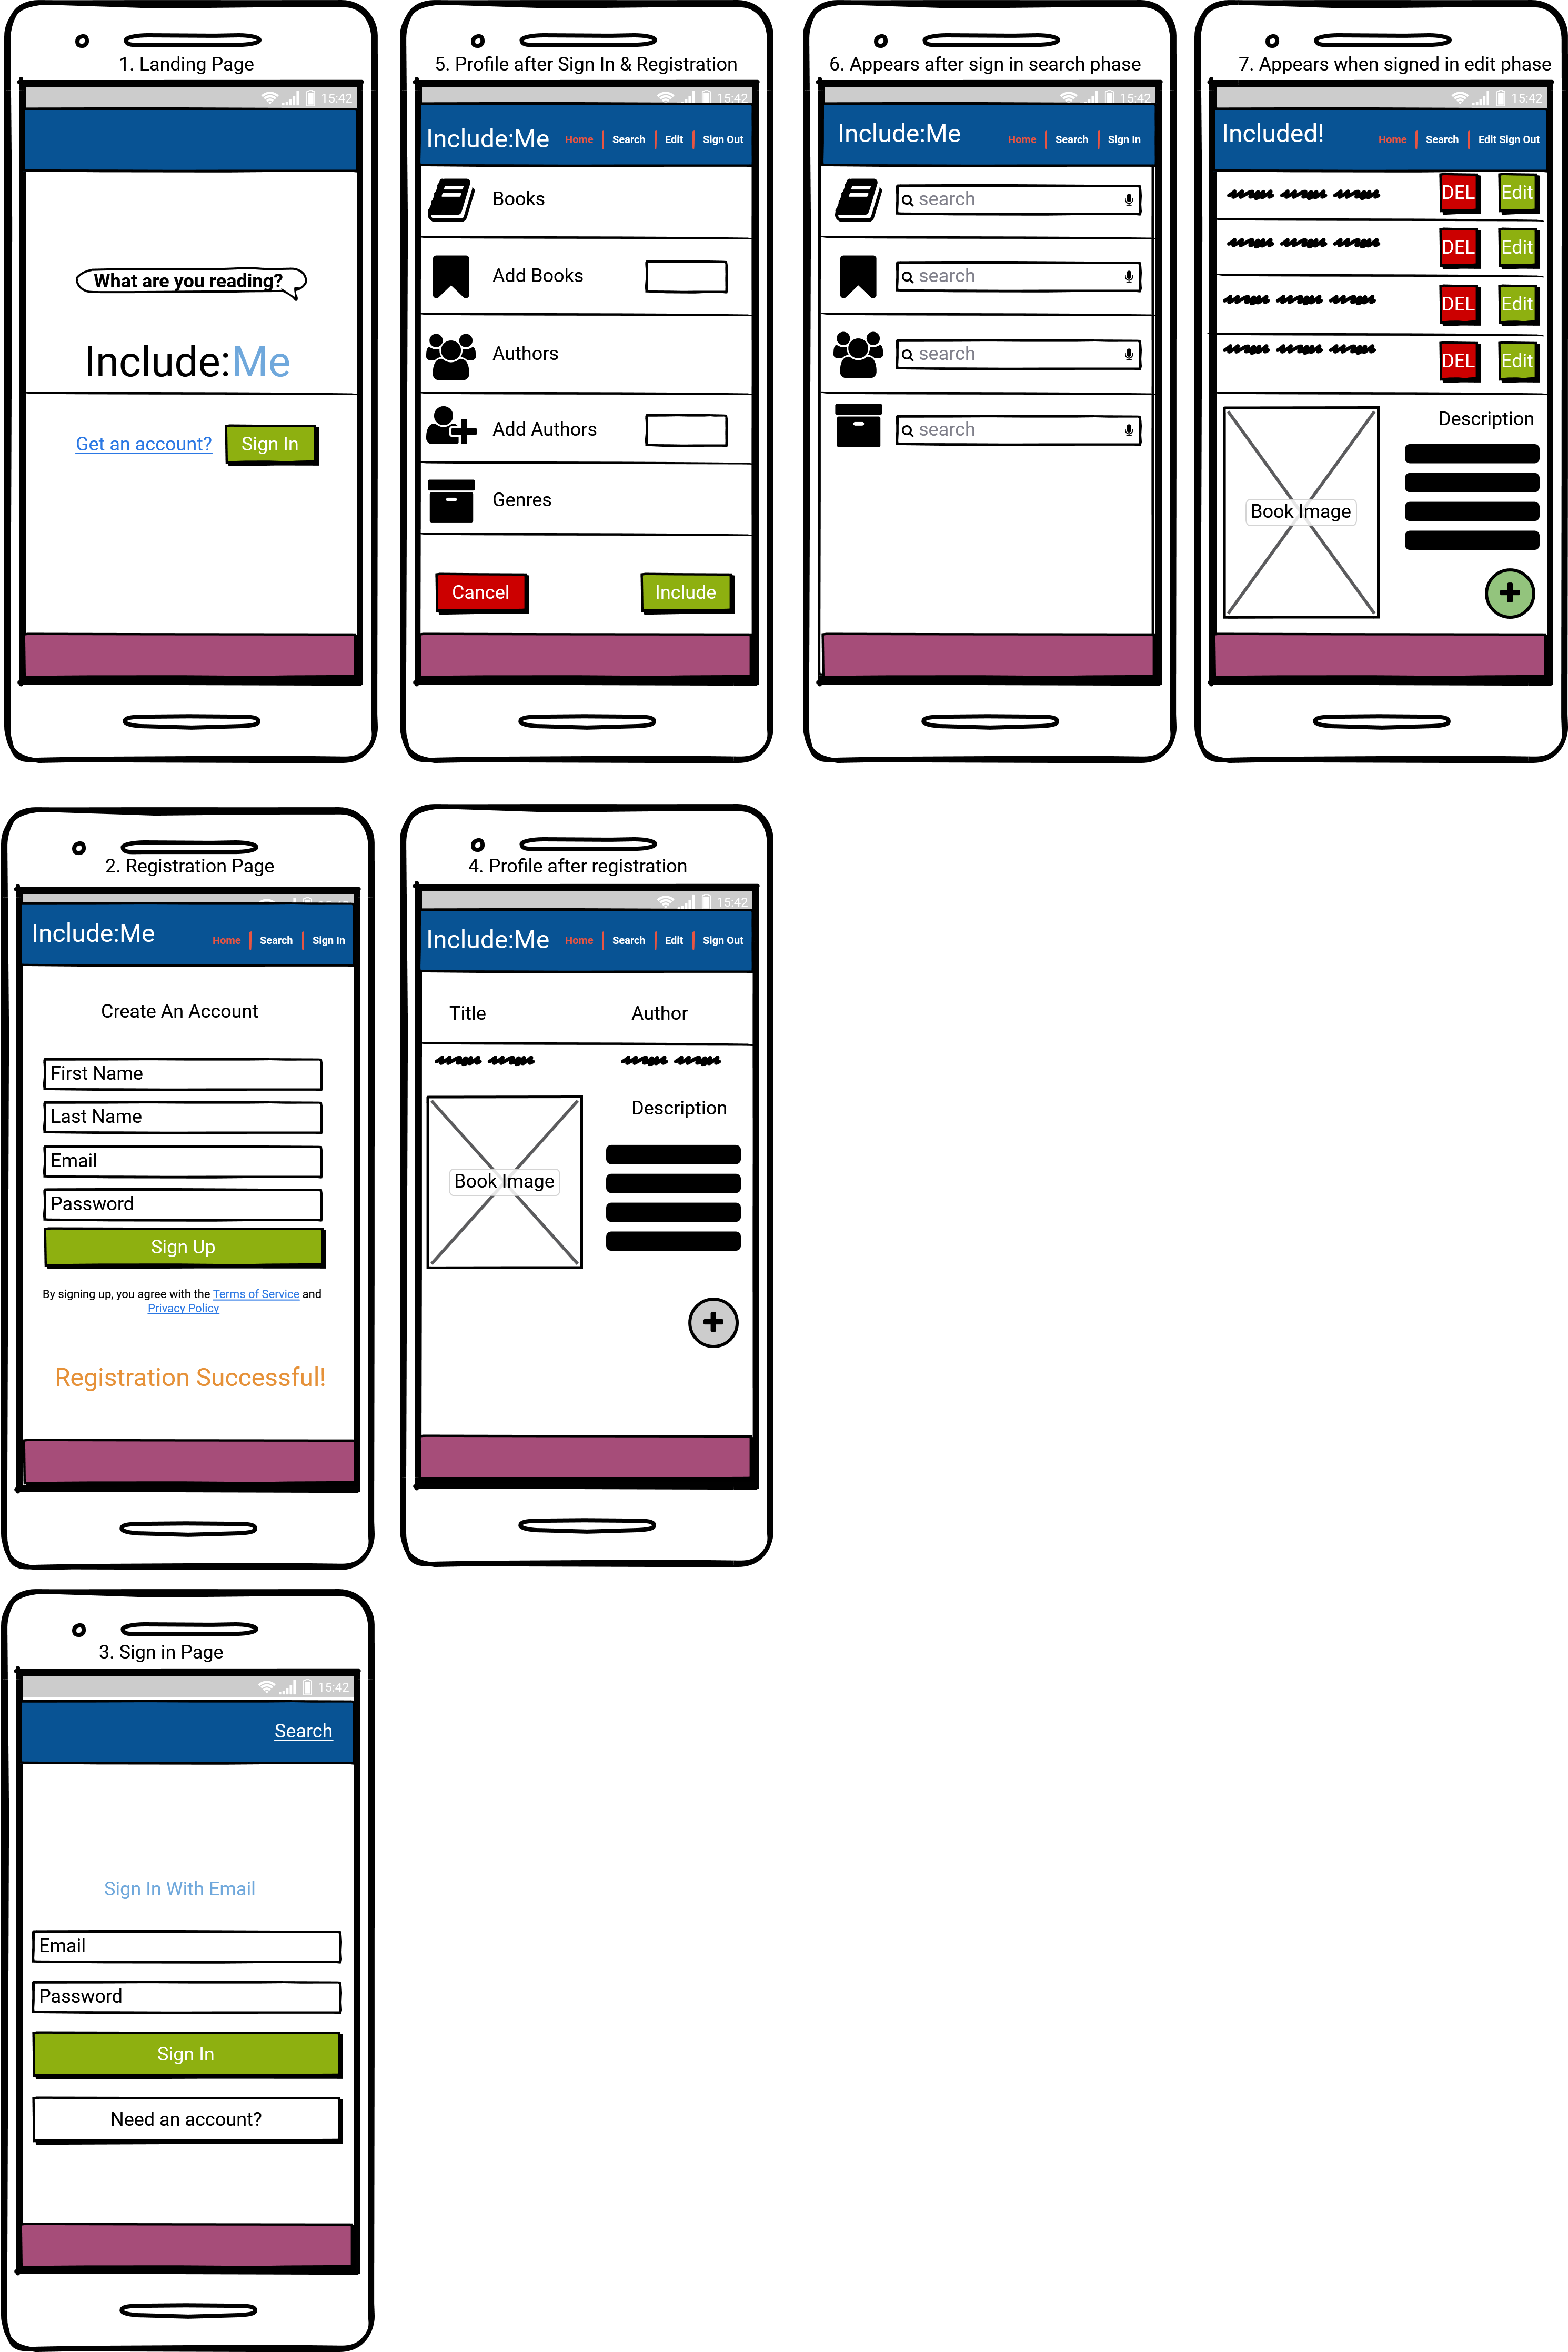 1. Landing Page
15:42
What are you reading?
Include:Me
Get an account? Sign In
5. Profile after Sign In & Registration
15:42
Include:Me Home Search Edit Sign Out
Books
Add Books
Authors
Add Authors
Genres
Cancel Include
6. Appears after sign in search phase
15:42
Include:Me Home Search Sign In
search
search
search
search
7. Appears when signed in edit phase
15:42
Included! Home Search Edit Sign Out
DEL Edit
DEL Edit
DEL Edit
DEL Edit
Description
Book Image
2. Registration Page
Include:Me Home Search Sign In
Create An Account
First Name
Last Name
Email
Password
Sign Up
By signing up, you agree with the Terms of Service and
Privacy Policy
Registration Successful!
4. Profile after registration
15:42
Include:Me Home Search Edit Sign Out
Title Author
Description
Book Image
3. Sign in Page
15:42
Search
Sign In With Email
Email
Password
Sign In
Need an account?